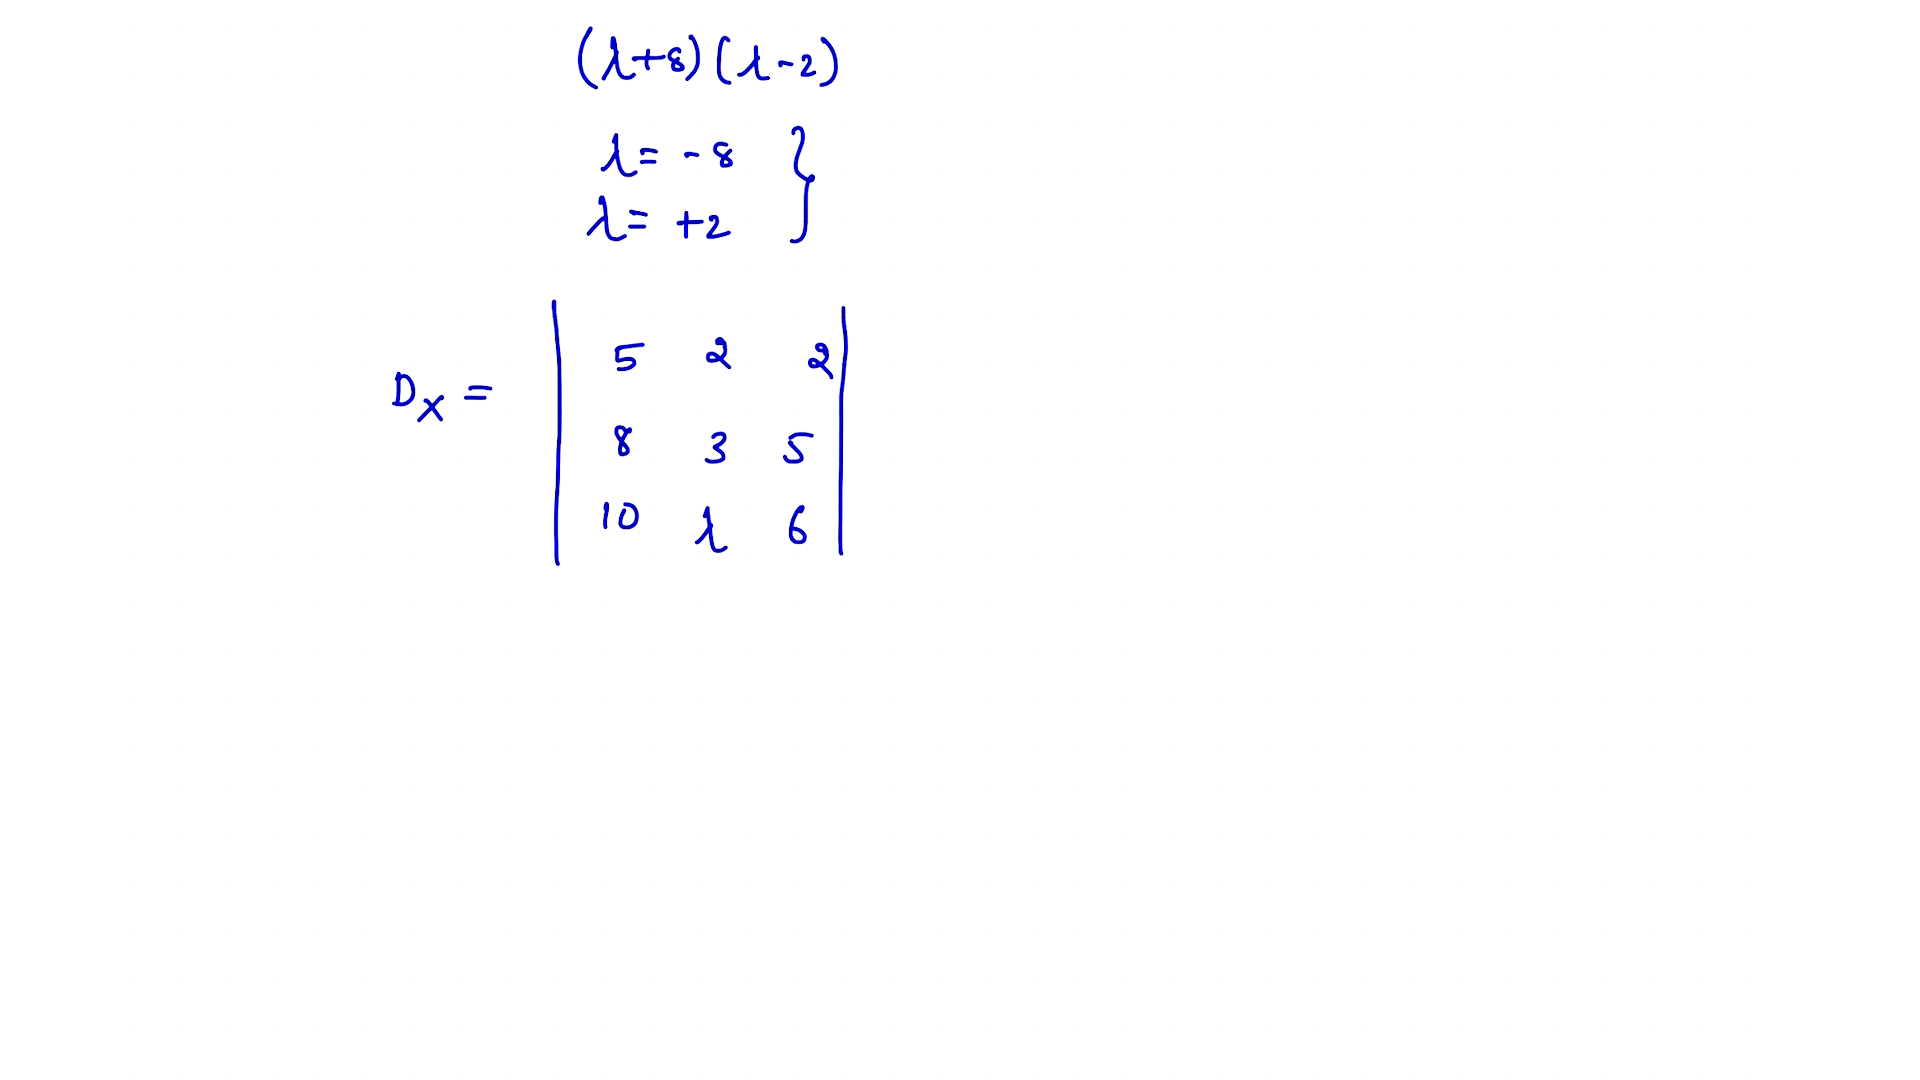 (λ+8)(λ-2)
λ= -8
λ= +2
Dx = | 5 2 2 |
| 8 3 5 |
| 10 λ 6 |